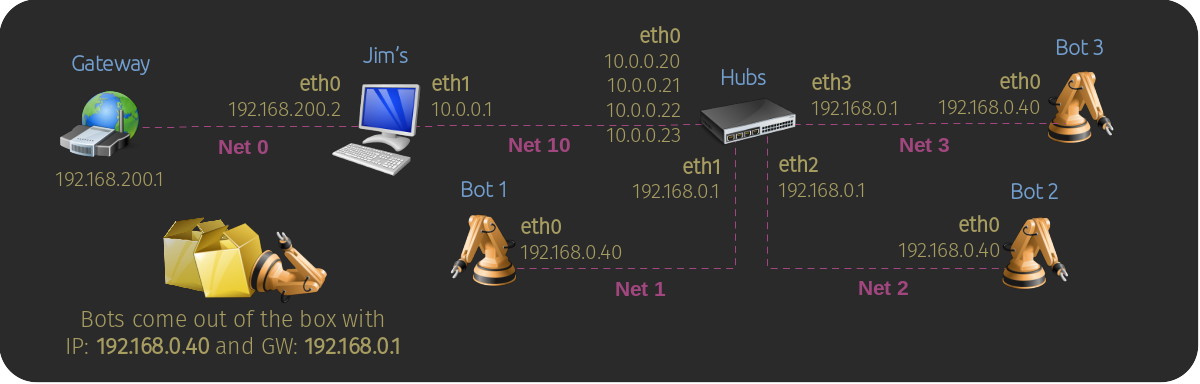 Gateway
192.168.200.1
Jim's
eth0
192.168.200.2
eth1
10.0.0.1
Net 0
Net 10
eth0
10.0.0.20
10.0.0.21
10.0.0.22
10.0.0.23
Hubs
eth3
192.168.0.1
eth0
192.168.0.40
Bot 3
Net 3
eth1
192.168.0.1
eth2
192.168.0.1
Bot 1
eth0
192.168.0.40
Net 1
Bot 2
eth0
192.168.0.40
Net 2
Bots come out of the box with
IP: 192.168.0.40 and GW: 192.168.0.1